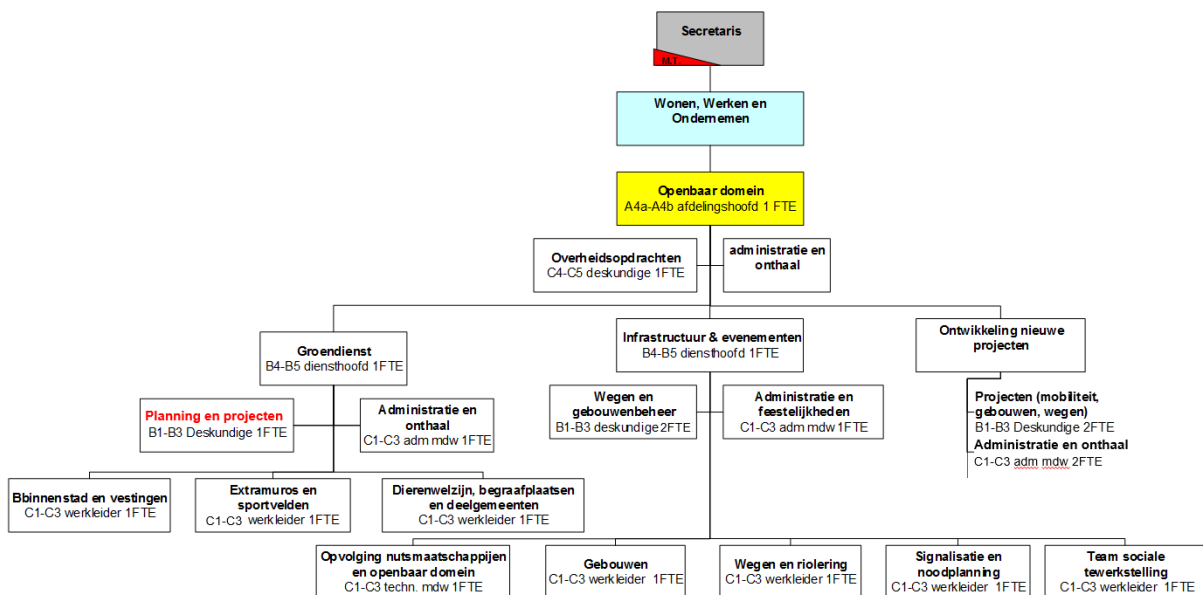 Secretaris
M.T.
Wonen, Werken en
Ondernemen
Openbaar domein
A4a-A4b afdelingshoofd 1 FTE
Overheidsopdrachten
C4-C5 deskundige 1FTE
administratie en
onthaal
Groendienst
B4-B5 diensthoofd 1FTE
Infrastructuur & evenementen
B4-B5 diensthoofd 1FTE
Ontwikkeling nieuwe
projecten
Planning en projecten
B1-B3 Deskundige 1FTE
Administratie en
onthaal
C1-C3 adm mdw 1FTE
Wegen en
gebouwenbeheer
B1-B3 deskundige 2FTE
Administratie en
feestelijkheden
C1-C3 adm mdw 1FTE
Projecten (mobiliteit,
gebouwen, wegen)
B1-B3 Deskundige 2FTE
Administratie en onthaal
C1-C3 adm mdw 2FTE
Bbinnenstad en vestingen
C1-C3 werkleider 1FTE
Extramuros en
sportvelden
C1-C3 werkleider 1FTE
Dierenwelzijn, begraafplaatsen
en deelgemeenten
C1-C3 werkleider 1FTE
Opvolging nutsmaatschappijen
en openbaar domein
C1-C3 techn. mdw 1FTE
Gebouwen
C1-C3 werkleider 1FTE
Wegen en riolering
C1-C3 werkleider 1FTE
Signalisatie en
noodplanning
C1-C3 werkleider 1FTE
Team sociale
tewerkstelling
C1-C3 werkleider 1FTE